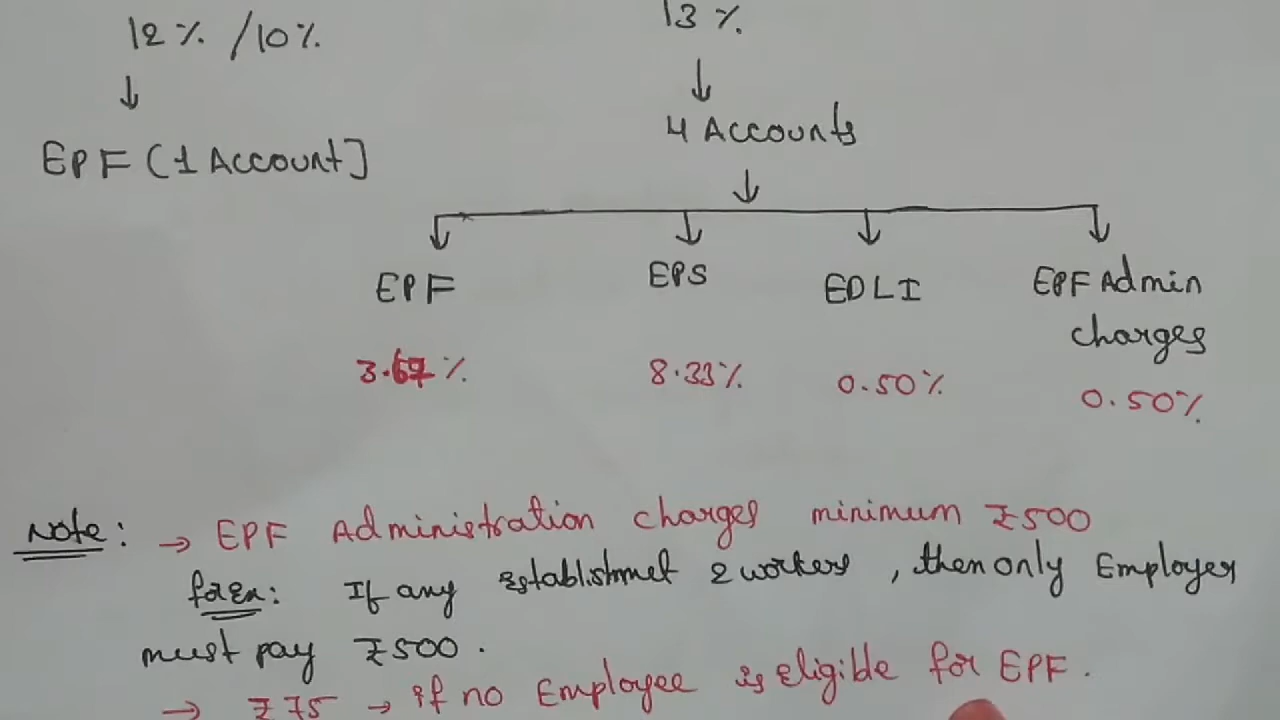 12% /10%
13%
4 Accounts
EPF (1 Account]
EPF EPS EDLI EPF Admin
charges
3.67% 8.33% 0.50% 0.50%
Note: → EPF Administration charges minimum ₹500
for Ex: If any Establishmet 2 workers, then only Employer
must pay ₹500.
→ ₹75 → if no Employee is eligible for EPF.